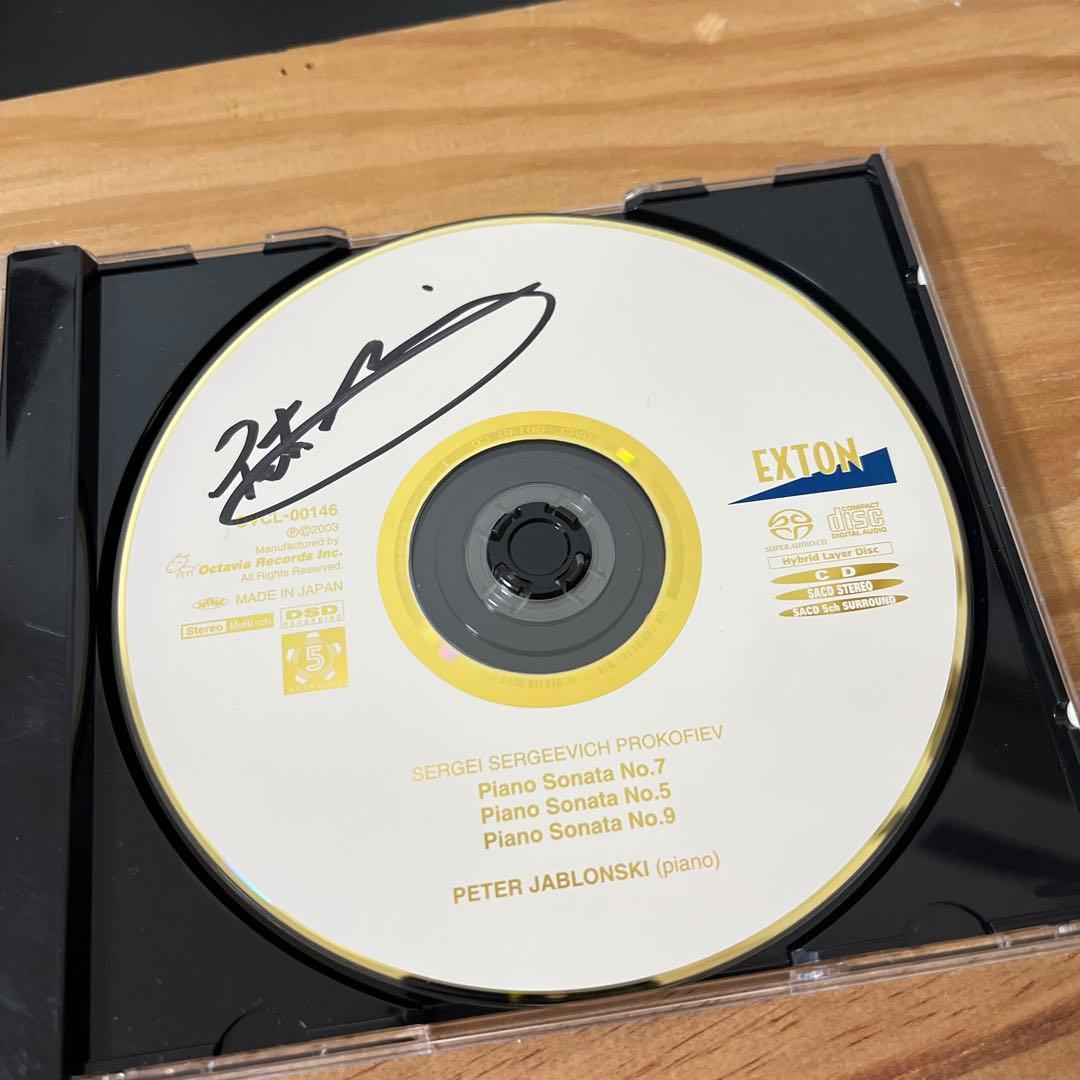 OVCL-00146
℗©2003
Manufactured by
Octavia Records Inc.
All Rights Reserved.
MADE IN JAPAN
Stereo Multi-ch
DSD
RECORDING
5
EXTON
SUPER AUDIO CD
COMPACT
disc
DIGITAL AUDIO
Hybrid Layer Disc
CD
SACD STEREO
SACD 5ch SURROUND
SERGEI SERGEEVICH PROKOFIEV
Piano Sonata No.7
Piano Sonata No.5
Piano Sonata No.9
PETER JABLONSKI (piano)